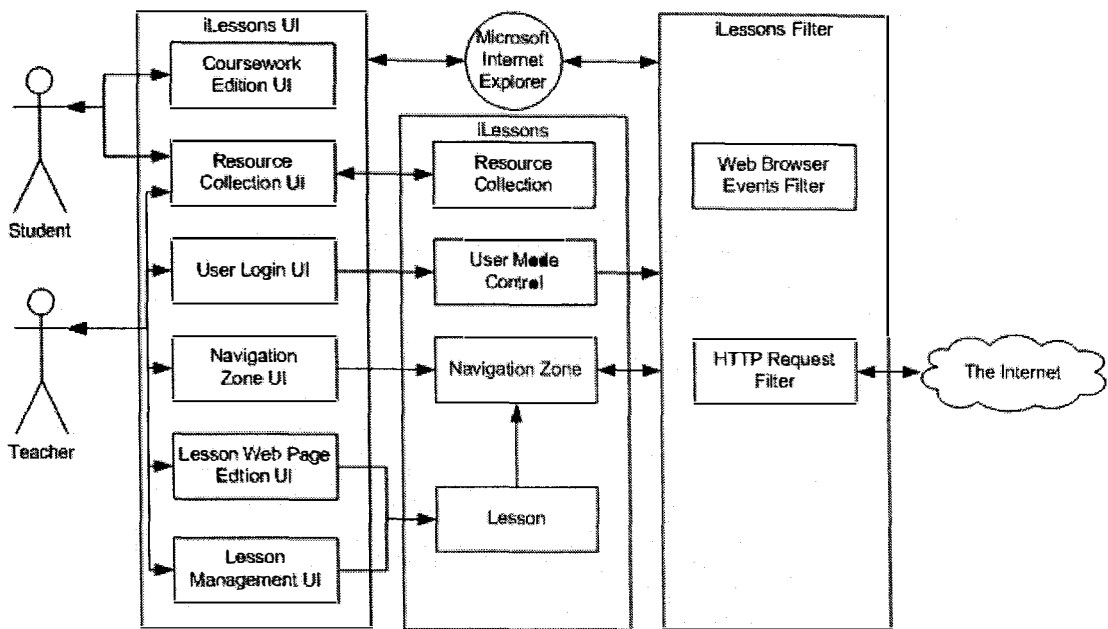 iLessons UI
Coursework
Edition UI
Resource
Collection UI
User Login UI
Navigation
Zone UI
Lesson Web Page
Edtion UI
Lesson
Management UI
Student
Teacher
Microsoft
Internet
Explorer
iLessons
Resource
Collection
User Mode
Control
Navigation Zone
Lesson
iLessons Filter
Web Browser
Events Filter
HTTP Request
Filter
The Internet